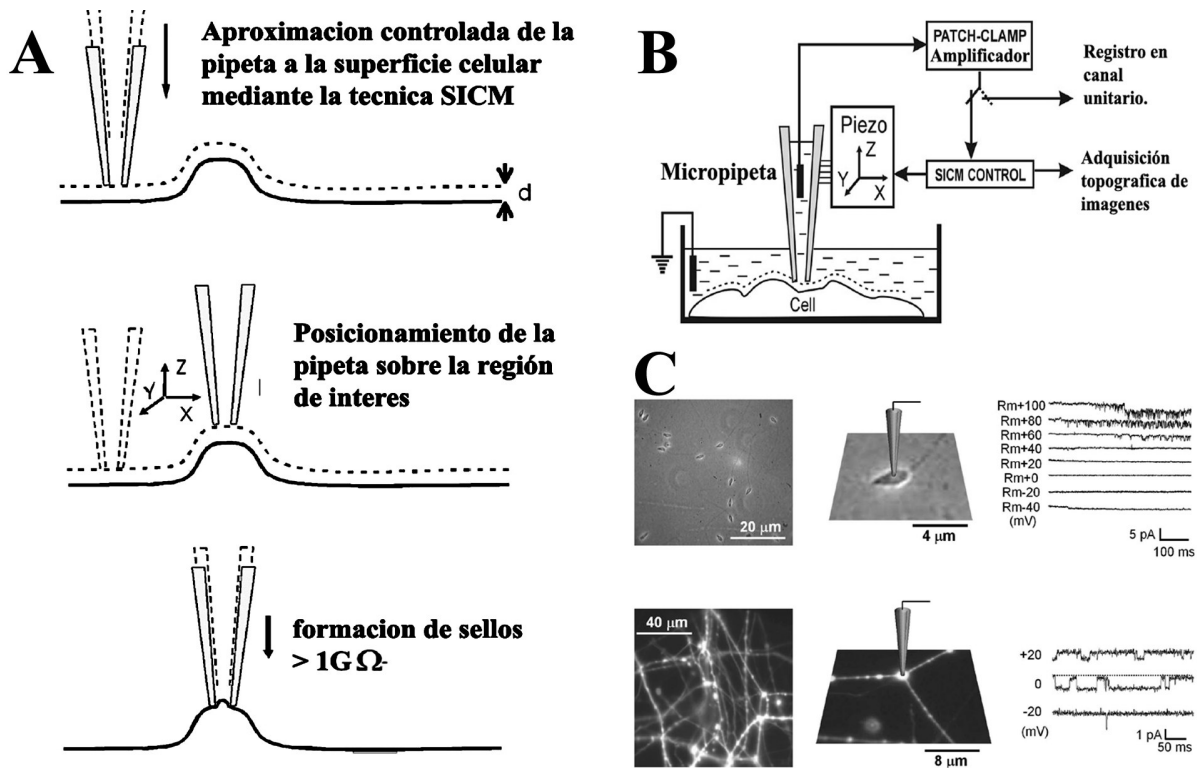 A
Aproximacion controlada de la
pipeta a la superficie celular
mediante la tecnica SICM
d
Posicionamiento de la
pipeta sobre la región
de interes
Z
Y
X
formacion de sellos
> 1G Ω-
B
PATCH-CLAMP
Amplificador
Registro en
canal
unitario.
Piezo
Z
Y
X
Micropipeta
SICM CONTROL
Adquisición
topografica de
imagenes
Cell
C
20 µm
4 µm
Rm+100
Rm+80
Rm+60
Rm+40
Rm+20
Rm+0
Rm-20
Rm-40
(mV)
5 pA
100 ms
40 µm
8 µm
+20
0
-20
(mV)
1 pA
50 ms